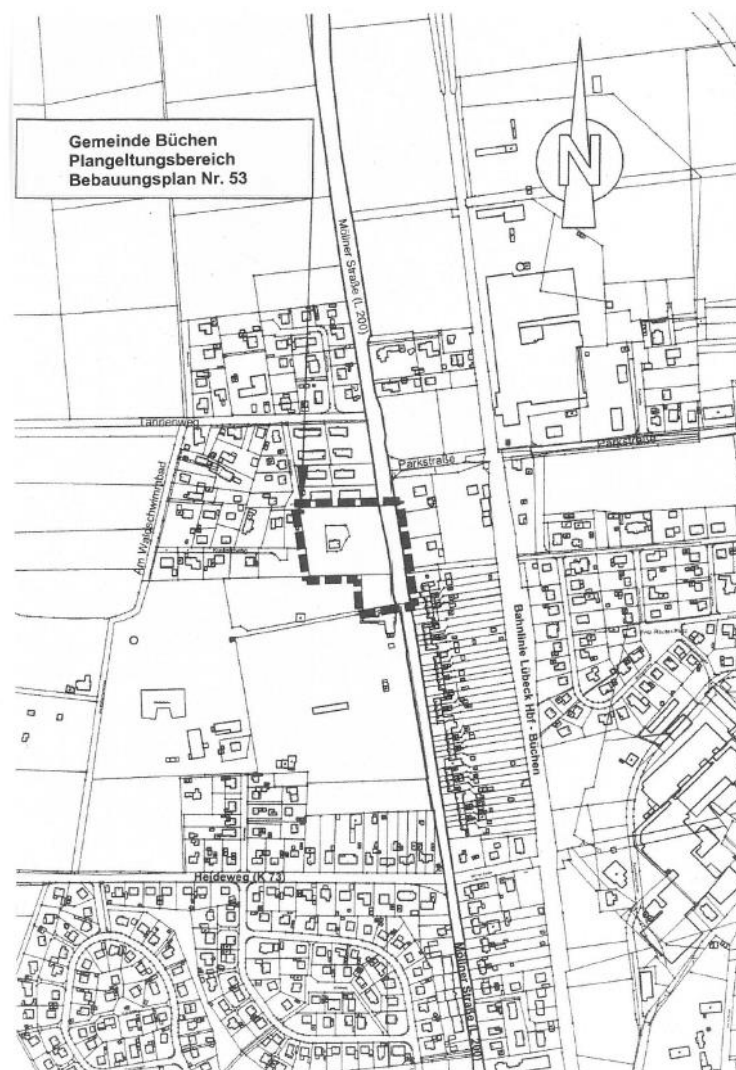 Gemeinde Büchen
Plangeltungsbereich
Bebauungsplan Nr. 53
N
Möllner Straße (L 200)
Tannenweg
Parkstraße
Parkstraße
Am Waldschwimmbad
Bahnlinie Lübeck Hbf - Büchen
Heideweg (K 73)
Möllner Straße (L 200)